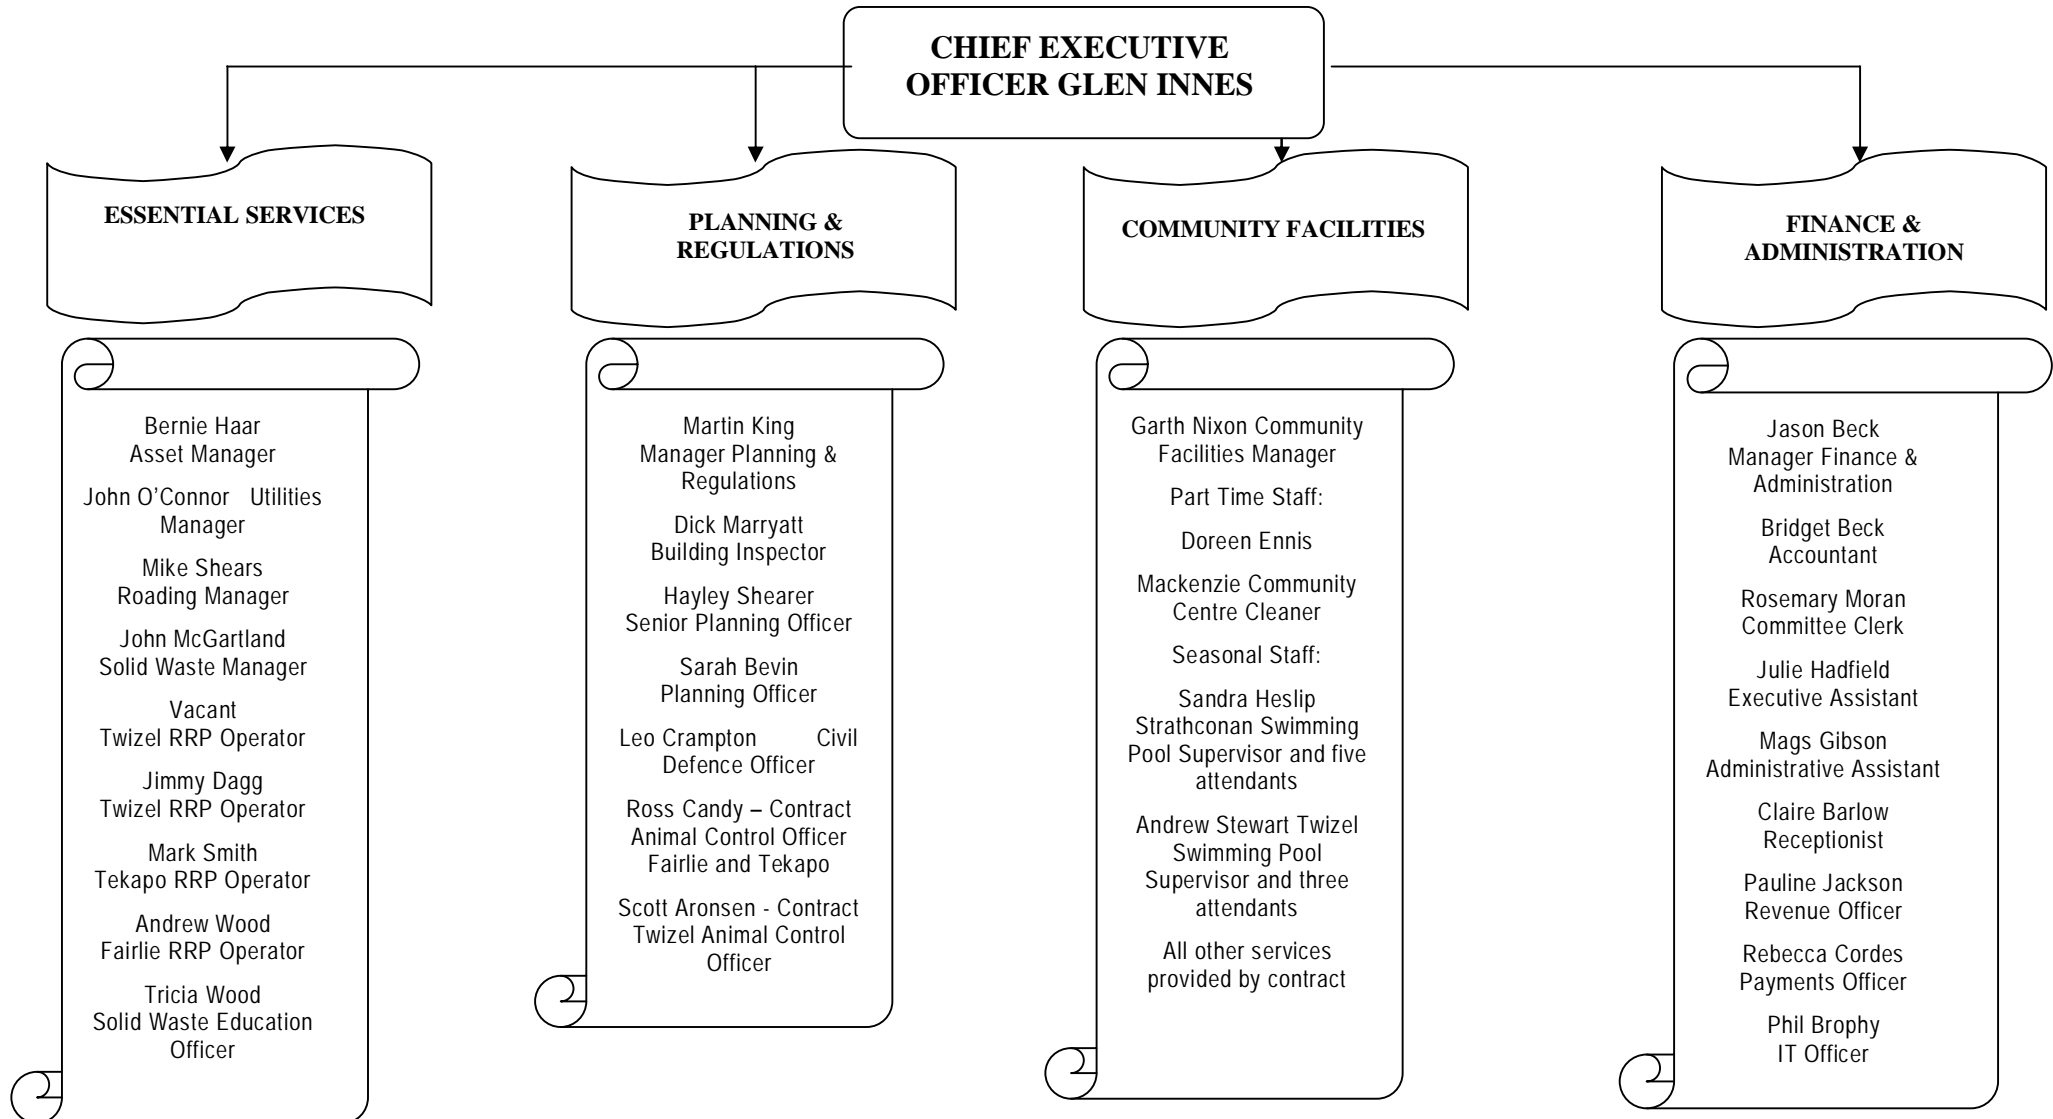 CHIEF EXECUTIVE
OFFICER GLEN INNES
ESSENTIAL SERVICES
PLANNING &
REGULATIONS
COMMUNITY FACILITIES
FINANCE &
ADMINISTRATION
Bernie Haar
Asset Manager
John O’Connor Utilities
Manager
Mike Shears
Roading Manager
John McGartland
Solid Waste Manager
Vacant
Twizel RRP Operator
Jimmy Dagg
Twizel RRP Operator
Mark Smith
Tekapo RRP Operator
Andrew Wood
Fairlie RRP Operator
Tricia Wood
Solid Waste Education
Officer
Martin King
Manager Planning &
Regulations
Dick Marryatt
Building Inspector
Hayley Shearer
Senior Planning Officer
Sarah Bevin
Planning Officer
Leo Crampton Civil
Defence Officer
Ross Candy – Contract
Animal Control Officer
Fairlie and Tekapo
Scott Aronsen - Contract
Twizel Animal Control
Officer
Garth Nixon Community
Facilities Manager
Part Time Staff:
Doreen Ennis
Mackenzie Community
Centre Cleaner
Seasonal Staff:
Sandra Heslip
Strathconan Swimming
Pool Supervisor and five
attendants
Andrew Stewart Twizel
Swimming Pool
Supervisor and three
attendants
All other services
provided by contract
Jason Beck
Manager Finance &
Administration
Bridget Beck
Accountant
Rosemary Moran
Committee Clerk
Julie Hadfield
Executive Assistant
Mags Gibson
Administrative Assistant
Claire Barlow
Receptionist
Pauline Jackson
Revenue Officer
Rebecca Cordes
Payments Officer
Phil Brophy
IT Officer